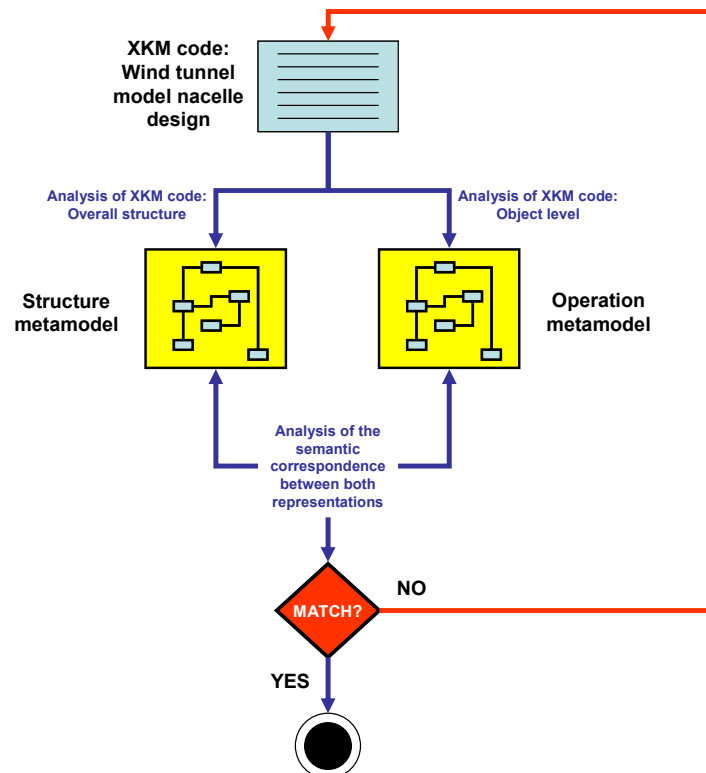 XKM code:
Wind tunnel
model nacelle
design
Analysis of XKM code:
Overall structure
Analysis of XKM code:
Object level
Structure
metamodel
Operation
metamodel
Analysis of the
semantic
correspondence
between both
representations
MATCH?
NO
YES